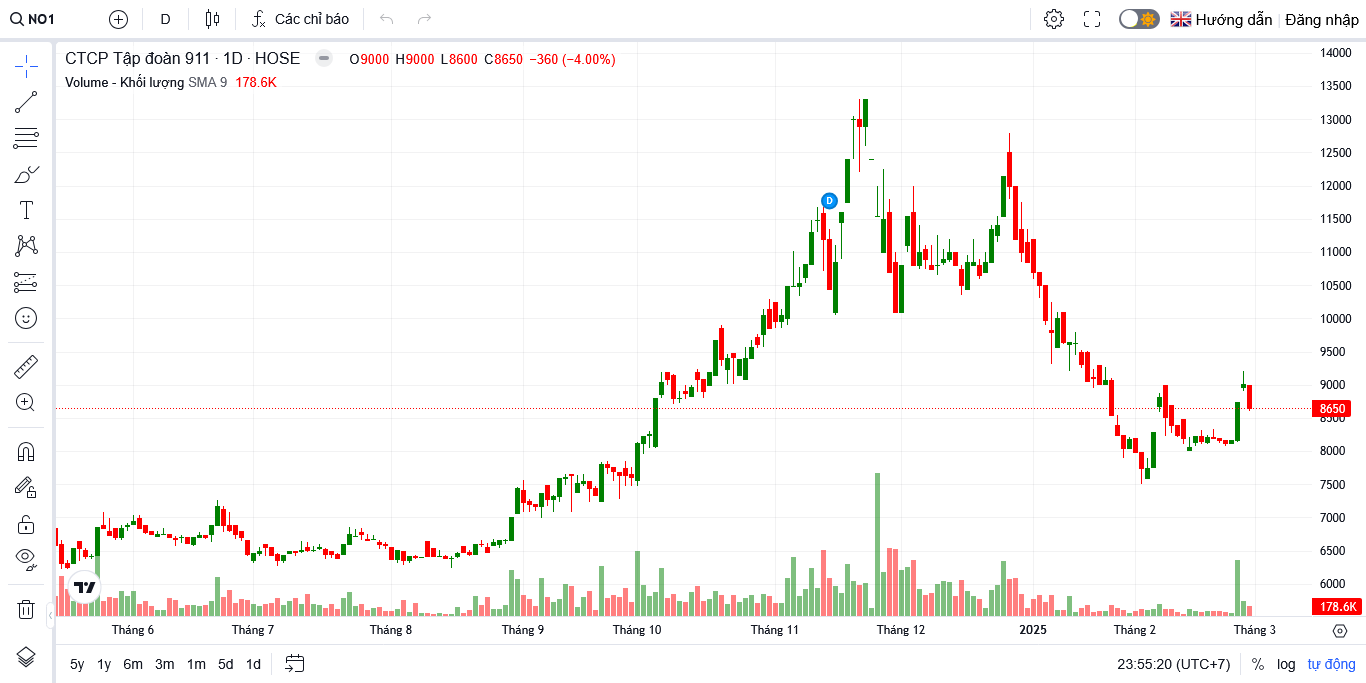 NO1 D Các chỉ báo Hướng dẫn Đăng nhập
CTCP Tập đoàn 911 · 1D · HOSE O9000 H9000 L8600 C8650 −360 (−4.00%)
Volume - Khối lượng SMA 9 178.6K
14000
13500
13000
12500
12000
D
11500
11000
10500
10000
9500
9000
8650
8500
8000
7500
7000
6500
6000
178.6K
Tháng 6 Tháng 7 Tháng 8 Tháng 9 Tháng 10 Tháng 11 Tháng 12 2025 Tháng 2 Tháng 3
5y 1y 6m 3m 1m 5d 1d 23:55:20 (UTC+7) % log tự động